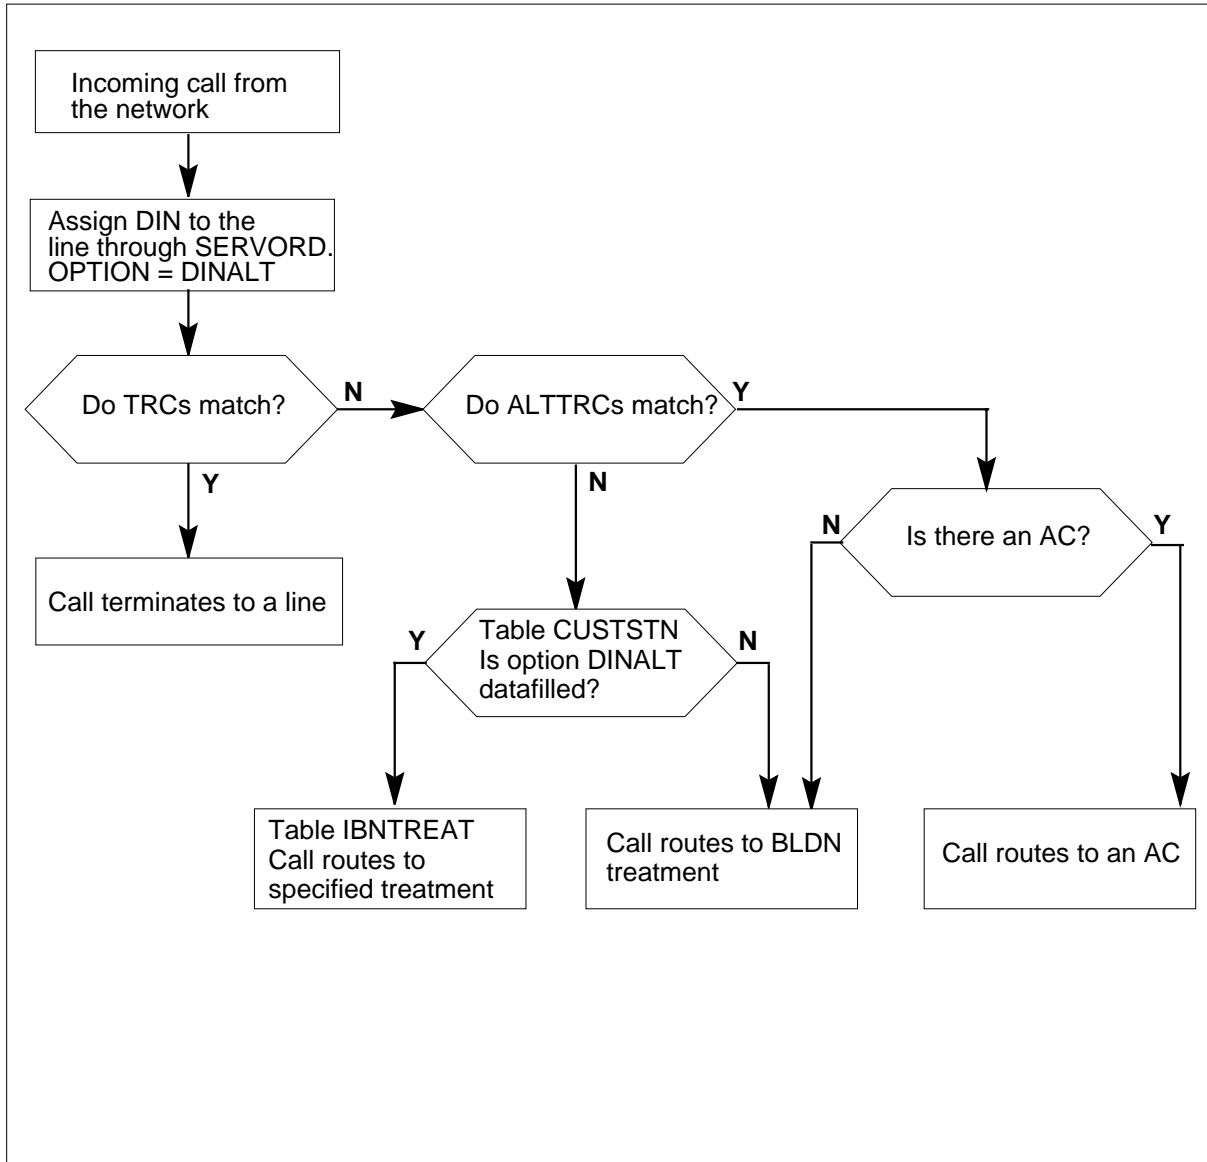 Incoming call from
the network
Assign DIN to the
line through SERVORD.
OPTION = DINALT
Do TRCs match?
N
Do ALTTRCs match?
Y
Y
N
N
Is there an AC?
Y
Call terminates to a line
Y
Table CUSTSTN
Is option DINALT
datafilled?
N
Table IBNTREAT
Call routes to
specified treatment
Call routes to BLDN
treatment
Call routes to an AC